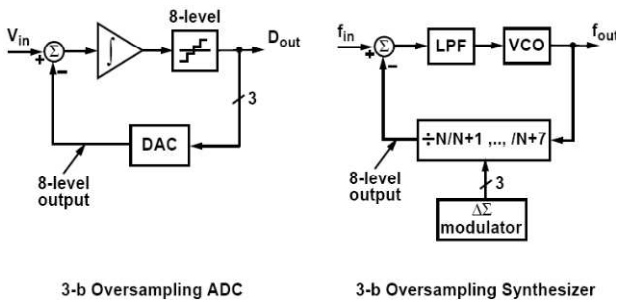 8-level
V_in
+
Σ
−
∫
D_out
3
DAC
8-level
output
3-b Oversampling ADC
f_in
+
Σ
−
LPF
VCO
f_out
÷N/N+1 ,.., /N+7
8-level
output
3
ΔΣ
modulator
3-b Oversampling Synthesizer